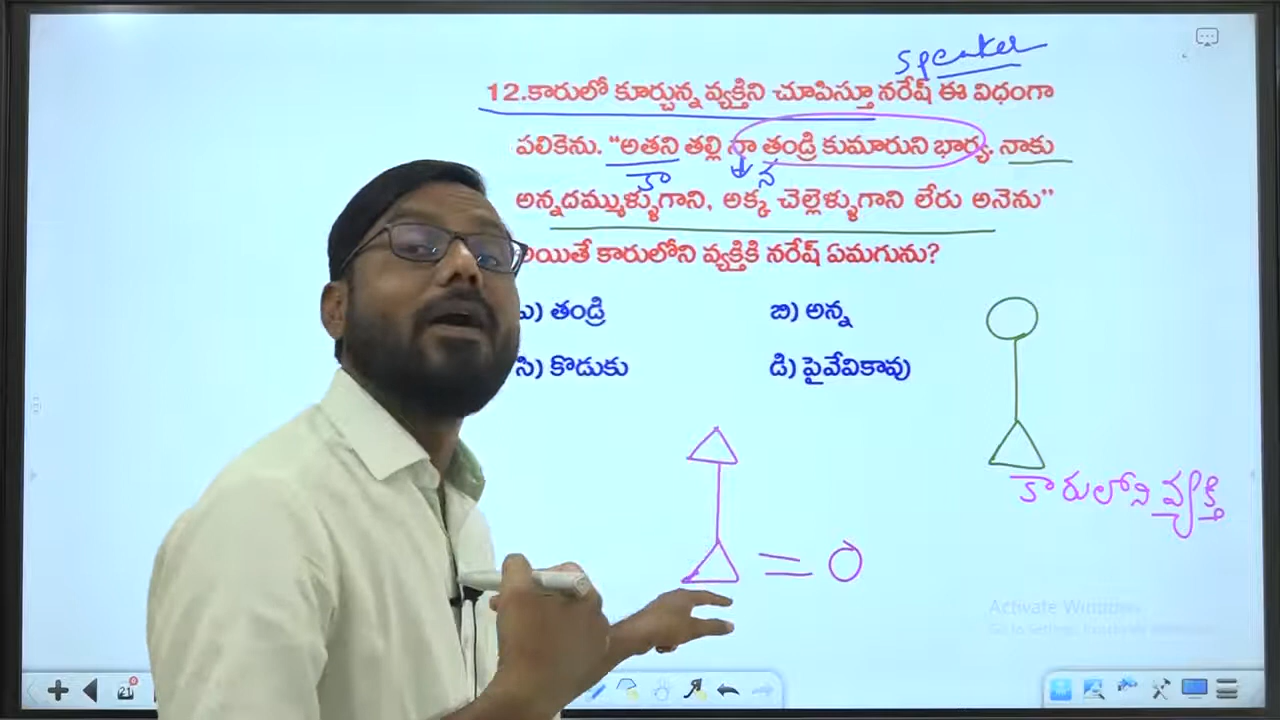 speaker
12.కారులో కూర్చున్న వ్యక్తిని చూపిస్తూ నరేష్ ఈ విధంగా
పలికెను. “అతని తల్లి నా తండ్రి కుమారుని భార్య. నాకు
కా న
అన్నదమ్ముళ్ళుగాని, అక్క చెల్లెళ్ళుగాని లేరు అనెను”
అయితే కారులోని వ్యక్తికి నరేష్ ఏమగును?
ఎ) తండ్రి బి) అన్న
సి) కొడుకు డి) పైవేవికావు
కారులోని వ్యక్తి
Activate Windows
21